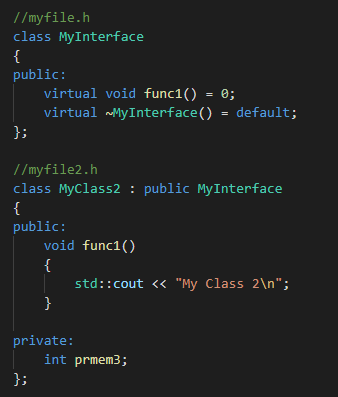 //myfile.h
class MyInterface
{
public:
    virtual void func1() = 0;
    virtual ~MyInterface() = default;
};

//myfile2.h
class MyClass2 : public MyInterface
{
public:
    void func1()
    {
        std::cout << "My Class 2\n";
    }

private:
    int prmem3;
};